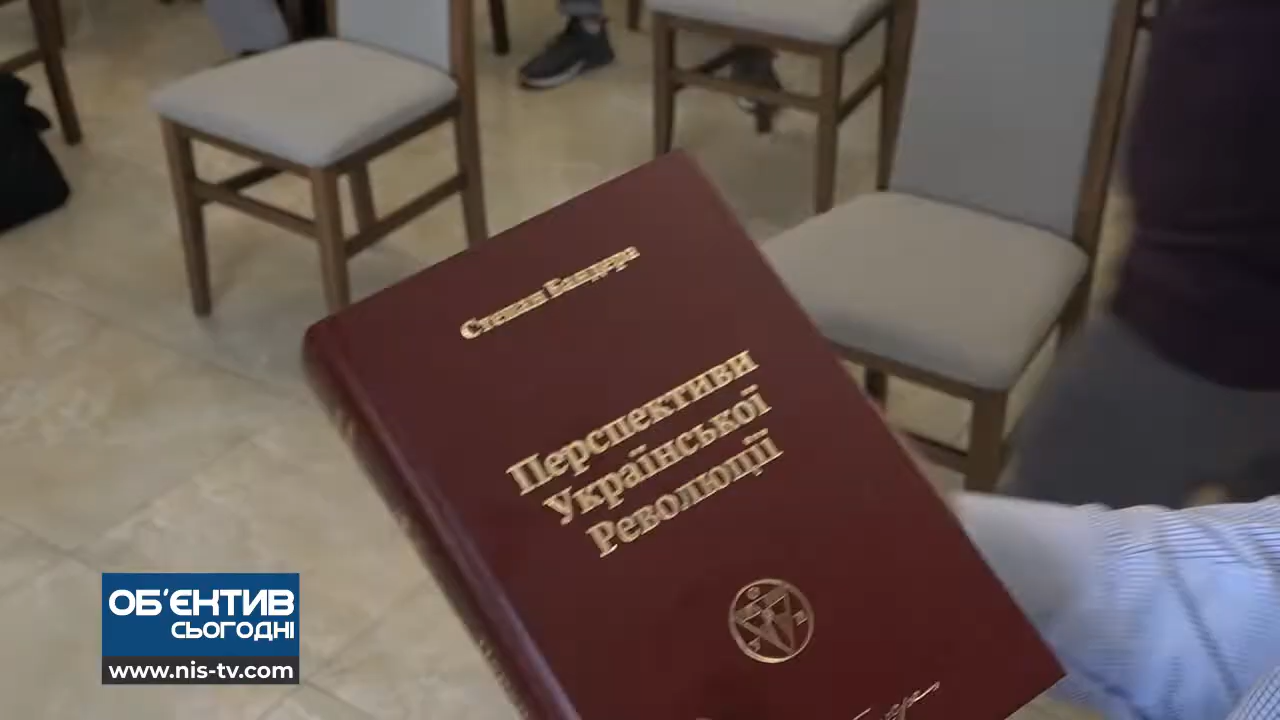 Степан Бандера
Перспективи
Української
Революції
ОБ'ЄКТИВ
СЬОГОДНІ
www.nis-tv.com